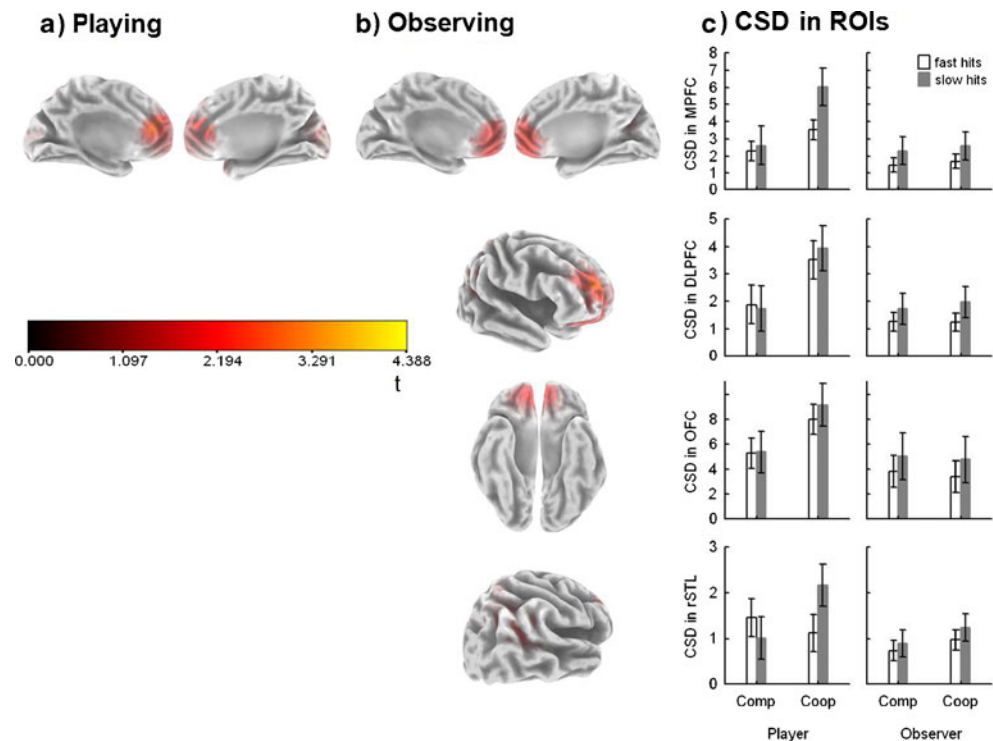 a) Playing
b) Observing
c) CSD in ROIs
fast hits
slow hits
CSD in MPFC
8
7
6
5
4
3
2
1
0
0.000 1.097 2.194 3.291 4.388
t
CSD in DLPFC
5
4
3
2
1
0
CSD in OFC
8
6
4
2
0
CSD in rSTL
3
2
1
0
Comp Coop Comp Coop
Player Observer